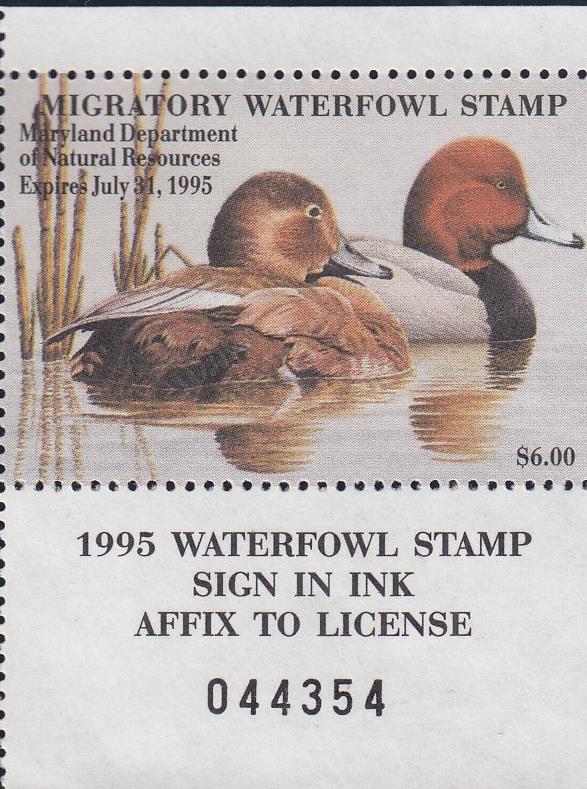 MIGRATORY WATERFOWL STAMP
Maryland Department
of Natural Resources
Expires July 31, 1995
$6.00
1995 WATERFOWL STAMP
SIGN IN INK
AFFIX TO LICENSE
044354